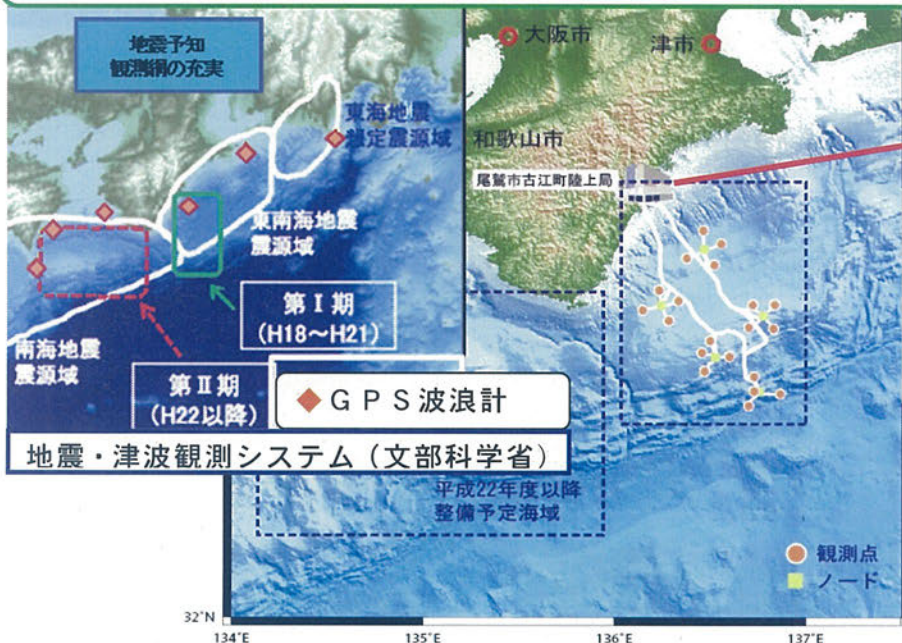 地震予知
観測網の充実
東海地震
想定震源域
東南海地震
震源域
第Ⅰ期
(H18～H21)
南海地震
震源域
第Ⅱ期
(H22以降)
ＧＰＳ波浪計
地震・津波観測システム（文部科学省）
大阪市
津市
和歌山市
尾鷲市古江町陸上局
平成22年度以降
整備予定海域
観測点
ノード
32°N
134°E
135°E
136°E
137°E